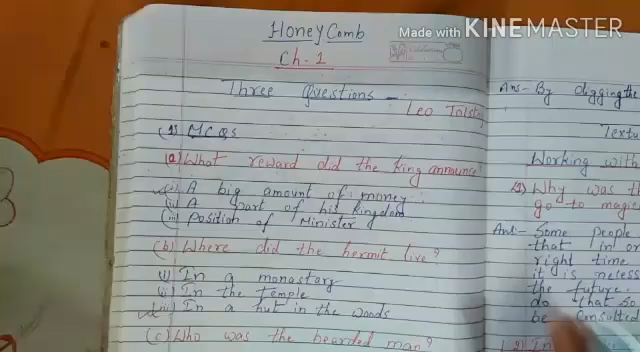 Honey Comb
Made with KINEMASTER
Ch-1
Three Questions -
Leo Tolstoy
(1) MCQs
(a) What reward did the king announce
(i) A big amount of money
(ii) A part of his kingdom
(iii) Position of Minister
(b) Where did the hermit live?
(i) In a monastary
(ii) In the temple
(iii) In a hut in the woods
(c) Who was the bearded man?
Ans- By digging the
Working with
Why was t
go to magic
Ans- Some people
that in or
right time
it is necess
the future.
do that so
be consulted